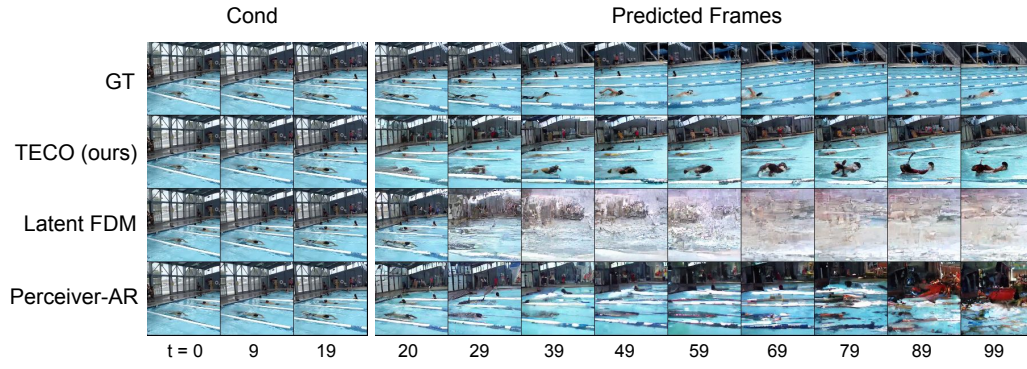 Cond Predicted Frames
GT
TECO (ours)
Latent FDM
Perceiver-AR
t = 0 9 19 20 29 39 49 59 69 79 89 99